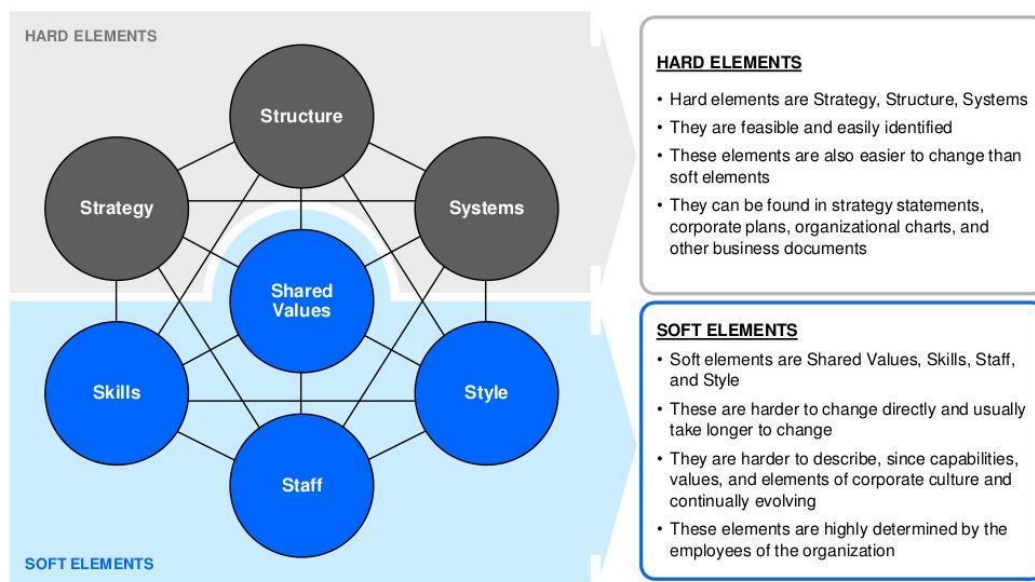 HARD ELEMENTS
Structure
Strategy
Systems
Shared
Values
Skills
Style
Staff
SOFT ELEMENTS
HARD ELEMENTS
• Hard elements are Strategy, Structure, Systems
• They are feasible and easily identified
• These elements are also easier to change than
soft elements
• They can be found in strategy statements,
corporate plans, organizational charts, and
other business documents
SOFT ELEMENTS
• Soft elements are Shared Values, Skills, Staff,
and Style
• These are harder to change directly and usually
take longer to change
• They are harder to describe, since capabilities,
values, and elements of corporate culture and
continually evolving
• These elements are highly determined by the
employees of the organization